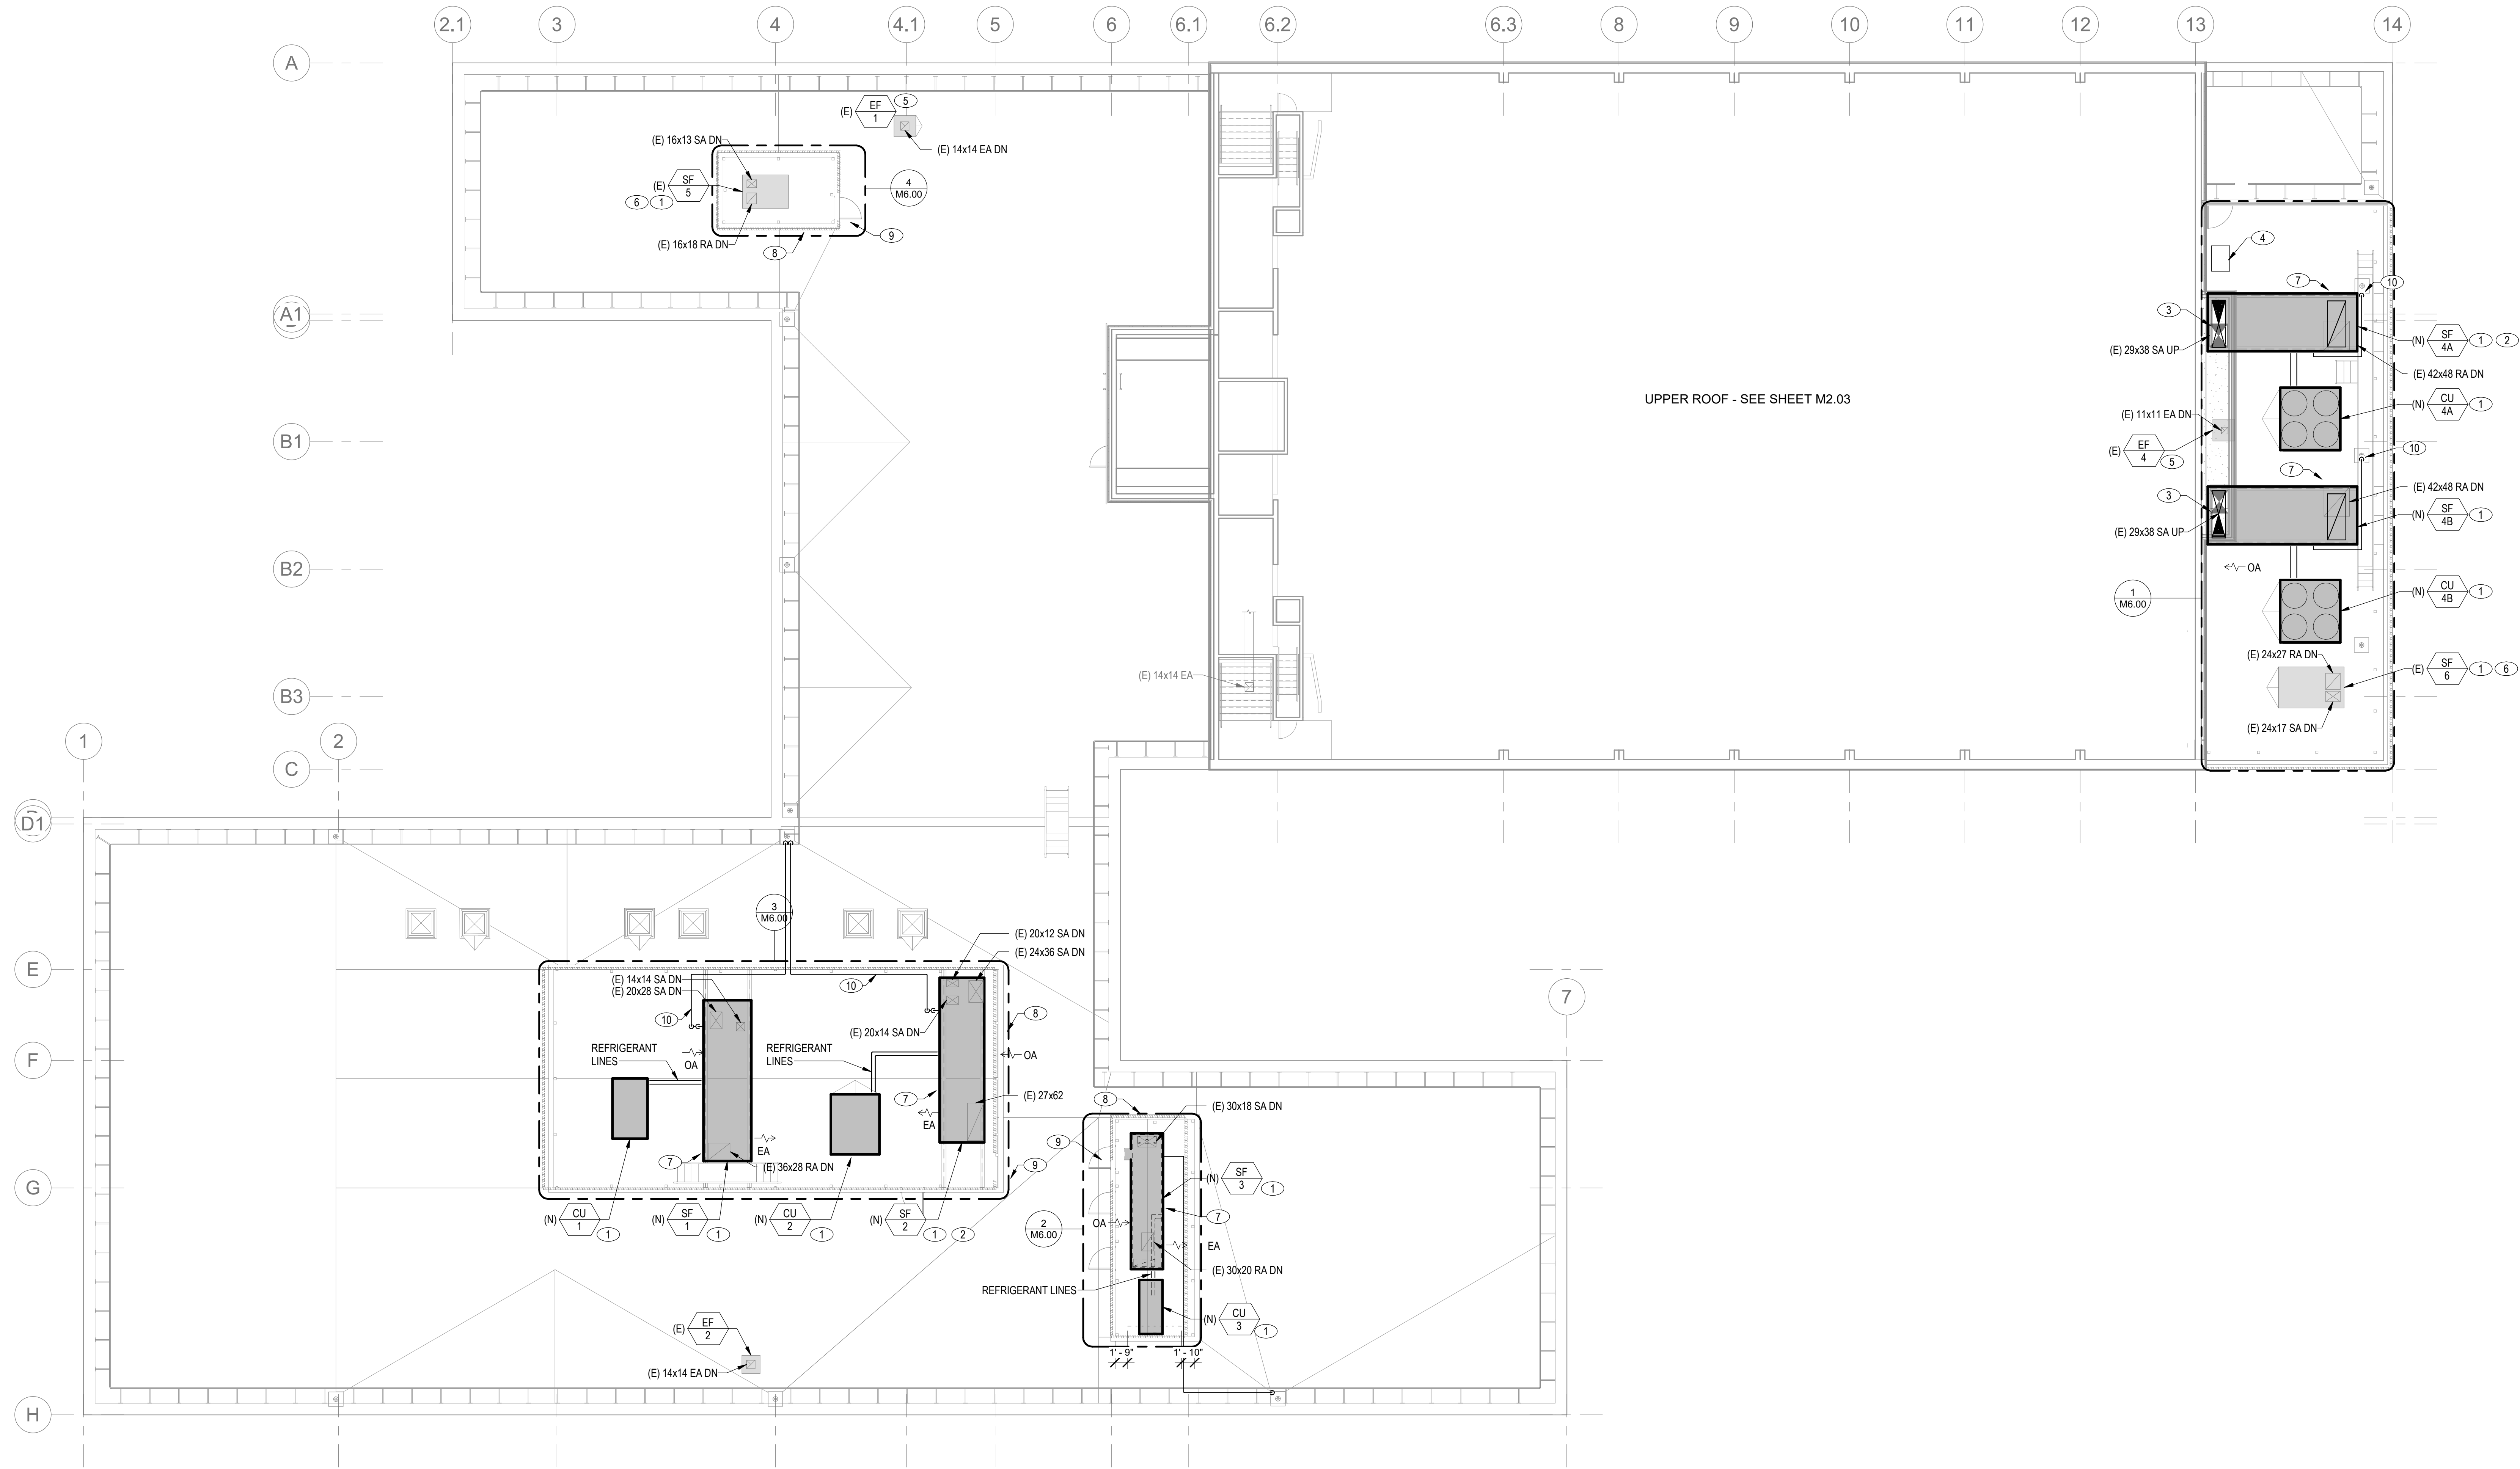 2.1
3
4
4.1
5
6
6.1
6.2
6.3
8
9
10
11
12
13
14
A
(E) EF
1
5
(E) 14x14 EA DN
(E) 16x13 SA DN
(E) SF
5
6
1
4
M6.00
(E) 16x18 RA DN
8
9
4
7
10
A1
3
(E) 29x38 SA UP
(N) SF
4A
1
2
(E) 42x48 RA DN
UPPER ROOF - SEE SHEET M2.03
(N) CU
4A
1
(E) 11x11 EA DN
B1
(E) EF
4
5
10
7
3
(E) 42x48 RA DN
(N) SF
4B
1
(E) 29x38 SA UP
B2
OA
1
M6.00
(N) CU
4B
1
(E) 24x27 RA DN
(E) 14x14 EA
(E) SF
6
1
6
B3
(E) 24x17 SA DN
1
2
C
D1
3
M6.00
(E) 20x12 SA DN
(E) 24x36 SA DN
E
(E) 14x14 SA DN
(E) 20x28 SA DN
10
10
7
8
(E) 20x14 SA DN
REFRIGERANT
LINES
OA
REFRIGERANT
LINES
OA
F
7
(E) 27x62
EA
8
(E) 30x18 SA DN
EA
9
7
(E) 36x28 RA DN
9
G
(N) SF
3
1
(N) CU
1
1
(N) SF
1
1
(N) CU
2
1
(N) SF
2
1
2
2
M6.00
OA
7
EA
(E) 30x20 RA DN
REFRIGERANT LINES
(N) CU
3
1
(E) EF
2
1' - 9"
1' - 10"
(E) 14x14 EA DN
H